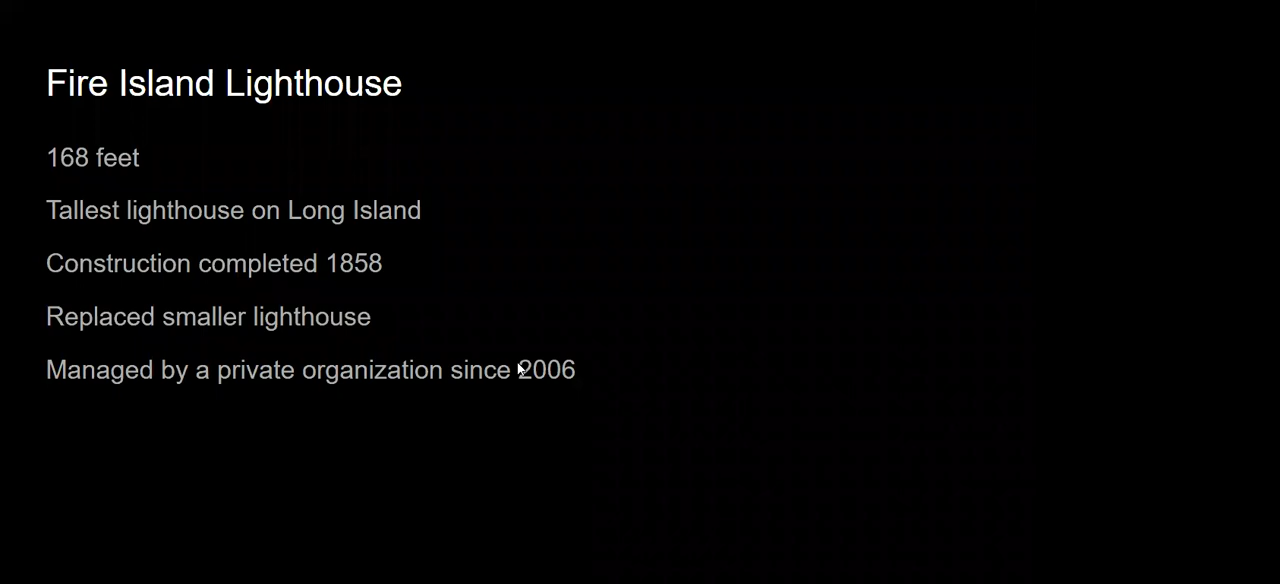 Fire Island Lighthouse
168 feet
Tallest lighthouse on Long Island
Construction completed 1858
Replaced smaller lighthouse
Managed by a private organization since 2006